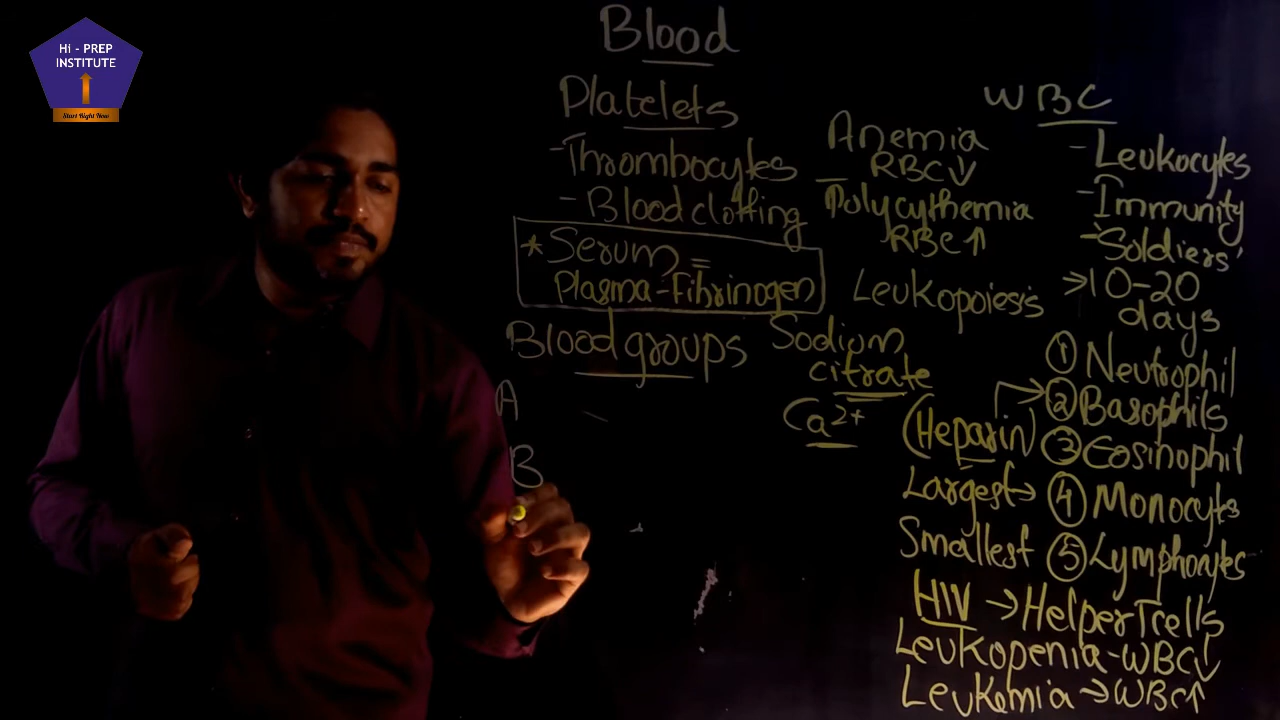 Hi - PREP
INSTITUTE
Start Right Now
Blood
Platelets
- Thrombocytes
- Blood clotting
* Serum =
Plasma - Fibrinogen
Blood groups
A
B
Anemia
RBC↓
Polycythemia
RBC↑
Leukopoiesis
Sodium
citrate
Ca²⁺
WBC
- Leukocytes
- Immunity
- Soldiers'
⇒ 10-20
days
① Neutrophil
② Basophils
(Heparin)
③ Eosinophil
Largest → ④ Monocytes
Smallest ⑤ Lymphocytes
HIV → Helper T cells
Leukopenia - WBC↓
Leukemia → WBC↑